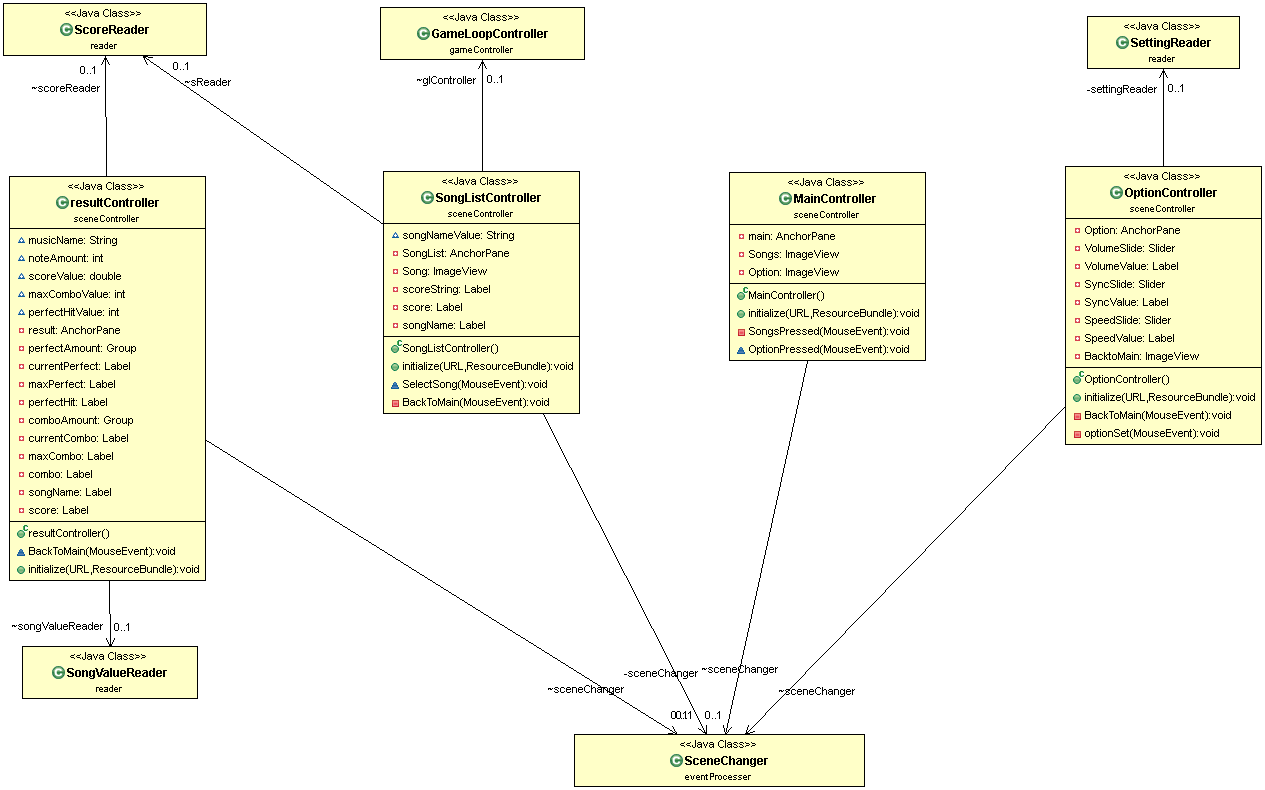 <<Java Class>>
ScoreReader
reader
<<Java Class>>
GameLoopController
gameController
<<Java Class>>
SettingReader
reader
0..1
~scoreReader
0..1
~sReader
~glController
0..1
-settingReader
0..1
<<Java Class>>
resultController
sceneController
musicName: String
noteAmount: int
scoreValue: double
maxComboValue: int
perfectHitValue: int
result: AnchorPane
perfectAmount: Group
currentPerfect: Label
maxPerfect: Label
perfectHit: Label
comboAmount: Group
currentCombo: Label
maxCombo: Label
combo: Label
songName: Label
score: Label
resultController()
BackToMain(MouseEvent):void
initialize(URL,ResourceBundle):void
<<Java Class>>
SongListController
sceneController
songNameValue: String
SongList: AnchorPane
Song: ImageView
scoreString: Label
score: Label
songName: Label
SongListController()
initialize(URL,ResourceBundle):void
SelectSong(MouseEvent):void
BackToMain(MouseEvent):void
<<Java Class>>
MainController
sceneController
main: AnchorPane
Songs: ImageView
Option: ImageView
MainController()
initialize(URL,ResourceBundle):void
SongsPressed(MouseEvent):void
OptionPressed(MouseEvent):void
<<Java Class>>
OptionController
sceneController
Option: AnchorPane
VolumeSlide: Slider
VolumeValue: Label
SyncSlide: Slider
SyncValue: Label
SpeedSlide: Slider
SpeedValue: Label
BacktoMain: ImageView
OptionController()
initialize(URL,ResourceBundle):void
BackToMain(MouseEvent):void
optionSet(MouseEvent):void
~songValueReader
0..1
<<Java Class>>
SongValueReader
reader
~sceneChanger
-sceneChanger
~sceneChanger
~sceneChanger
0..1
<<Java Class>>
SceneChanger
eventProcesser